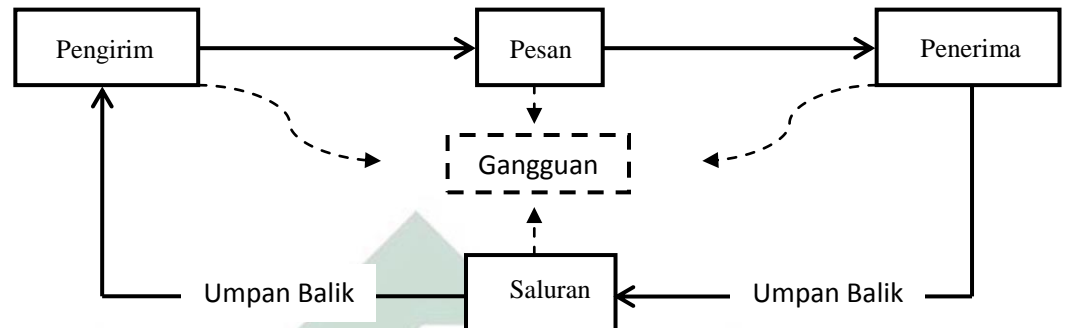 Pengirim
Pesan
Penerima
Gangguan
Umpan Balik
Saluran
Umpan Balik